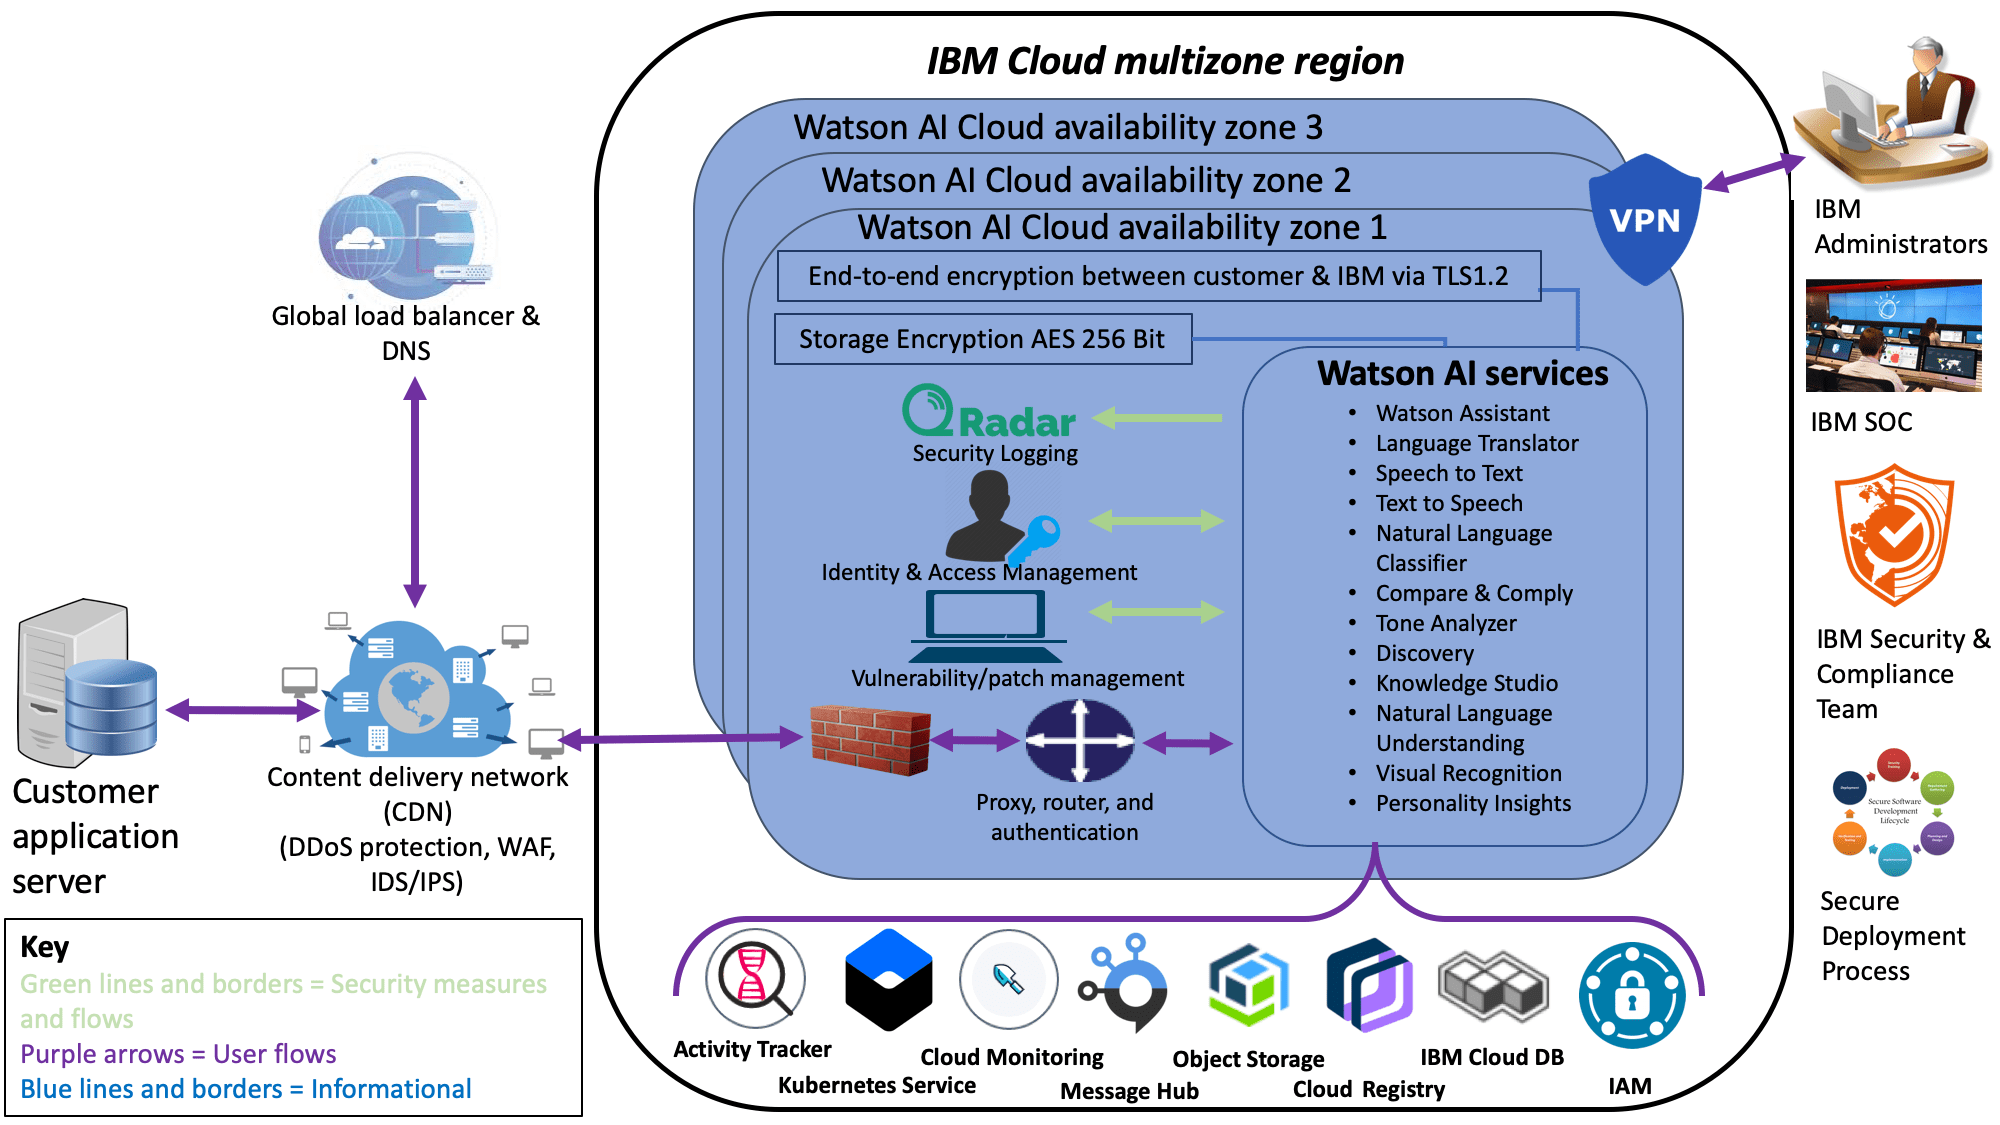 IBM Cloud multizone region
Watson AI Cloud availability zone 3
Watson AI Cloud availability zone 2
Watson AI Cloud availability zone 1
End-to-end encryption between customer & IBM via TLS1.2
Storage Encryption AES 256 Bit
VPN
Watson AI services
• Watson Assistant
• Language Translator
• Speech to Text
• Text to Speech
• Natural Language
Classifier
• Compare & Comply
• Tone Analyzer
• Discovery
• Knowledge Studio
• Natural Language
Understanding
• Visual Recognition
• Personality Insights
QRadar
Security Logging
Identity & Access Management
Vulnerability/patch management
Proxy, router, and
authentication
Global load balancer &
DNS
Customer
application
server
Content delivery network
(CDN)
(DDoS protection, WAF,
IDS/IPS)
Key
Green lines and borders = Security measures
and flows
Purple arrows = User flows
Blue lines and borders = Informational
Activity Tracker
Kubernetes Service
Cloud Monitoring
Message Hub
Object Storage
Cloud Registry
IBM Cloud DB
IAM
IBM
Administrators
IBM SOC
IBM Security &
Compliance
Team
Secure Software
Development
Lifecycle
Secure
Deployment
Process